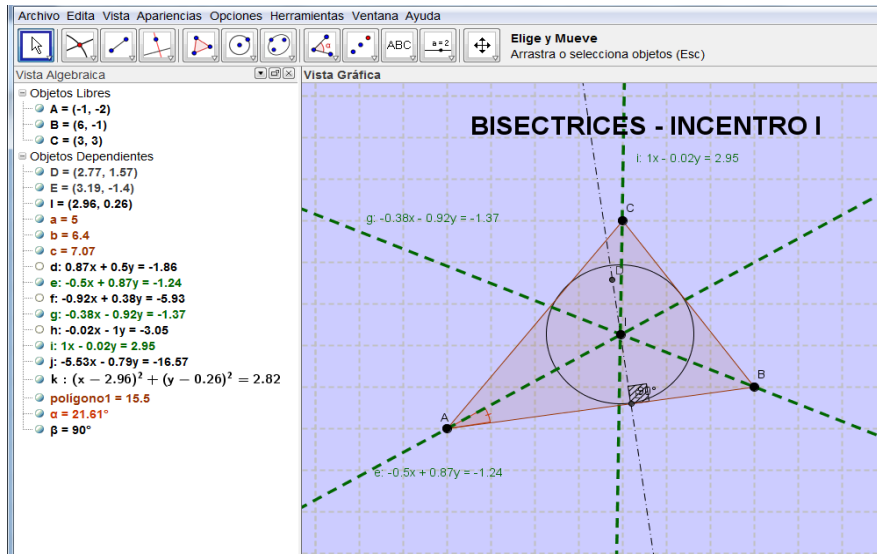 Archivo Edita Vista Apariencias Opciones Herramientas Ventana Ayuda
ABC
a=2
Elige y Mueve
Arrastra o selecciona objetos (Esc)
Vista Algebraica
Objetos Libres
A = (-1, -2)
B = (6, -1)
C = (3, 3)
Objetos Dependientes
D = (2.77, 1.57)
E = (3.19, -1.4)
I = (2.96, 0.26)
a = 5
b = 6.4
c = 7.07
d: 0.87x + 0.5y = -1.86
e: -0.5x + 0.87y = -1.24
f: -0.92x + 0.38y = -5.93
g: -0.38x - 0.92y = -1.37
h: -0.02x - 1y = -3.05
i: 1x - 0.02y = 2.95
j: -5.53x - 0.79y = -16.57
k : (x − 2.96)² + (y − 0.26)² = 2.82
polígono1 = 15.5
α = 21.61°
β = 90°
Vista Gráfica
BISECTRICES - INCENTRO I
i: 1x - 0.02y = 2.95
g: -0.38x - 0.92y = -1.37
C
D
I
B
90°
A
e: -0.5x + 0.87y = -1.24